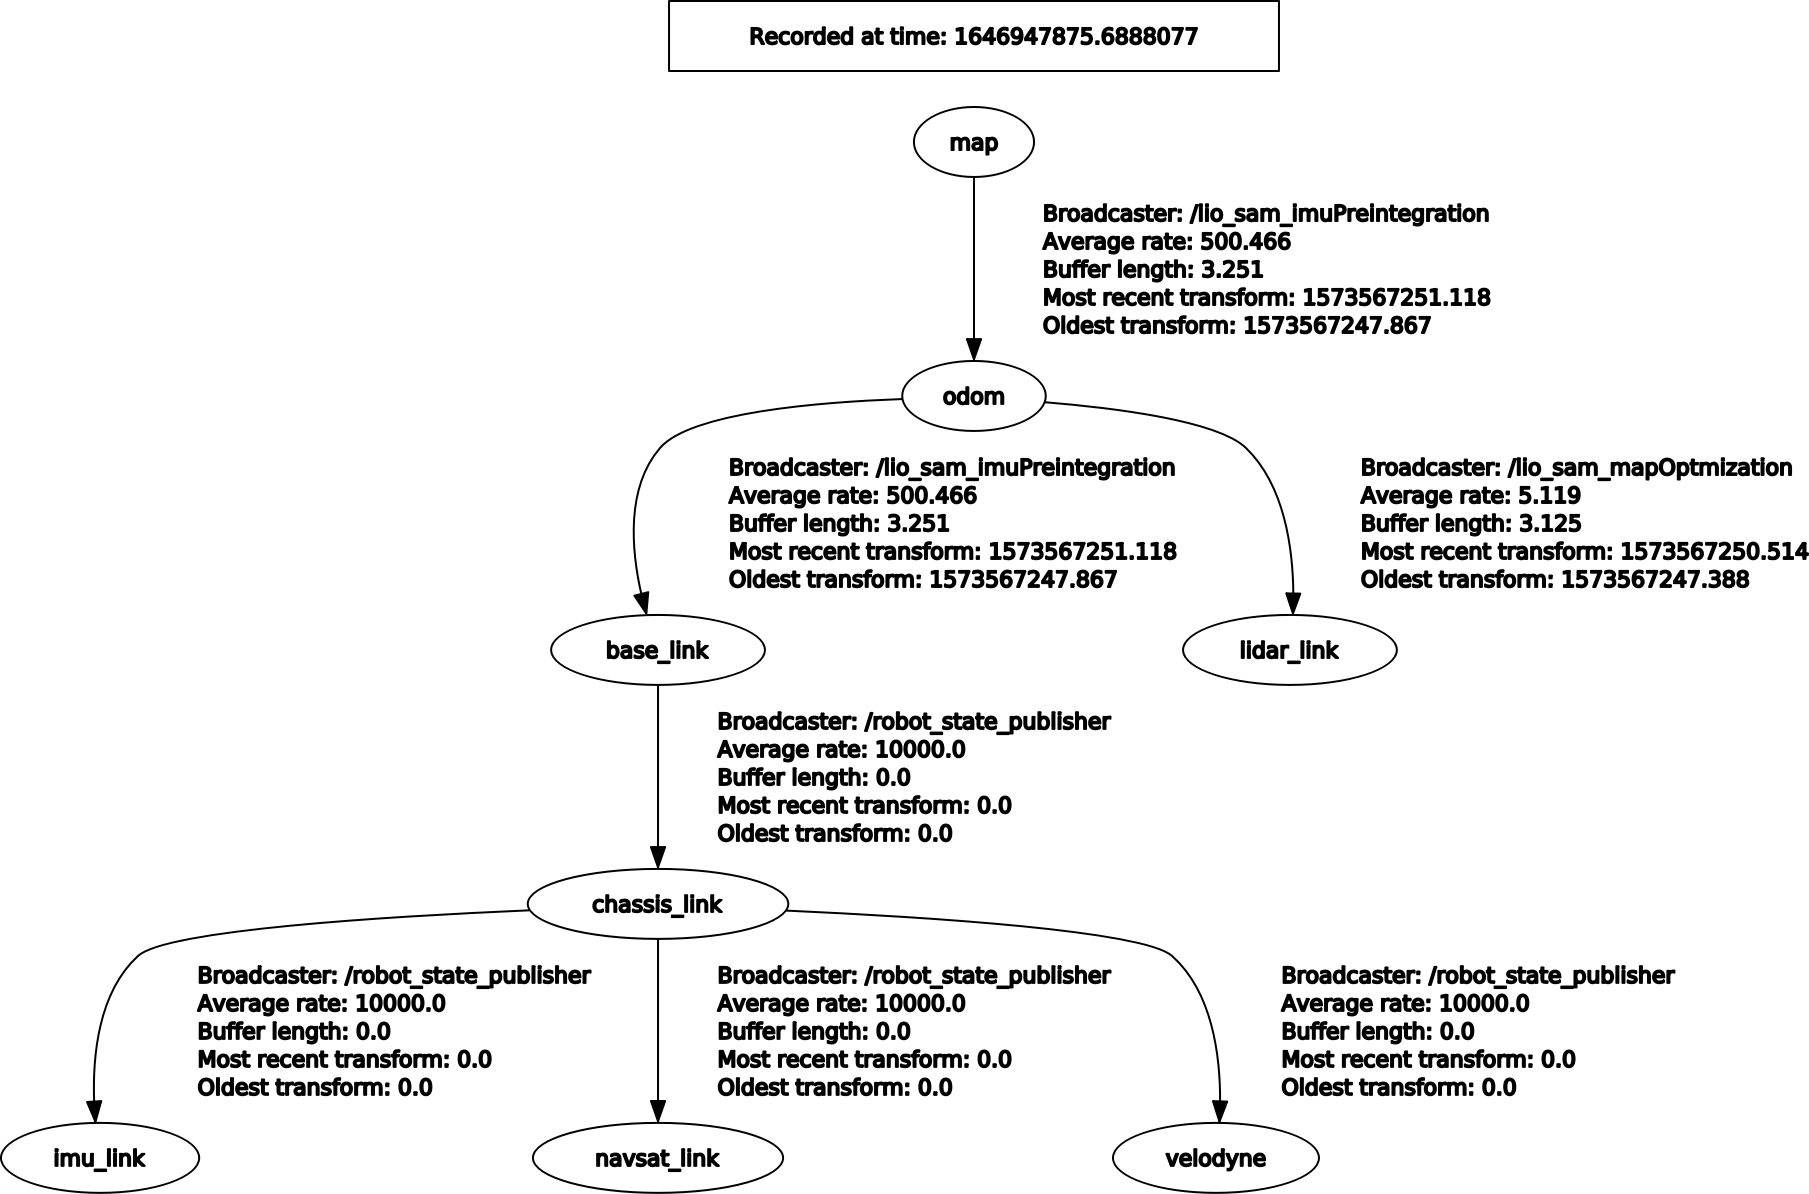 Recorded at time: 1646947875.6888077
map
Broadcaster: /lio_sam_imuPreintegration
Average rate: 500.466
Buffer length: 3.251
Most recent transform: 1573567251.118
Oldest transform: 1573567247.867
odom
Broadcaster: /lio_sam_imuPreintegration
Average rate: 500.466
Buffer length: 3.251
Most recent transform: 1573567251.118
Oldest transform: 1573567247.867
Broadcaster: /lio_sam_mapOptmization
Average rate: 5.119
Buffer length: 3.125
Most recent transform: 1573567250.514
Oldest transform: 1573567247.388
base_link
lidar_link
Broadcaster: /robot_state_publisher
Average rate: 10000.0
Buffer length: 0.0
Most recent transform: 0.0
Oldest transform: 0.0
chassis_link
Broadcaster: /robot_state_publisher
Average rate: 10000.0
Buffer length: 0.0
Most recent transform: 0.0
Oldest transform: 0.0
Broadcaster: /robot_state_publisher
Average rate: 10000.0
Buffer length: 0.0
Most recent transform: 0.0
Oldest transform: 0.0
Broadcaster: /robot_state_publisher
Average rate: 10000.0
Buffer length: 0.0
Most recent transform: 0.0
Oldest transform: 0.0
imu_link
navsat_link
velodyne